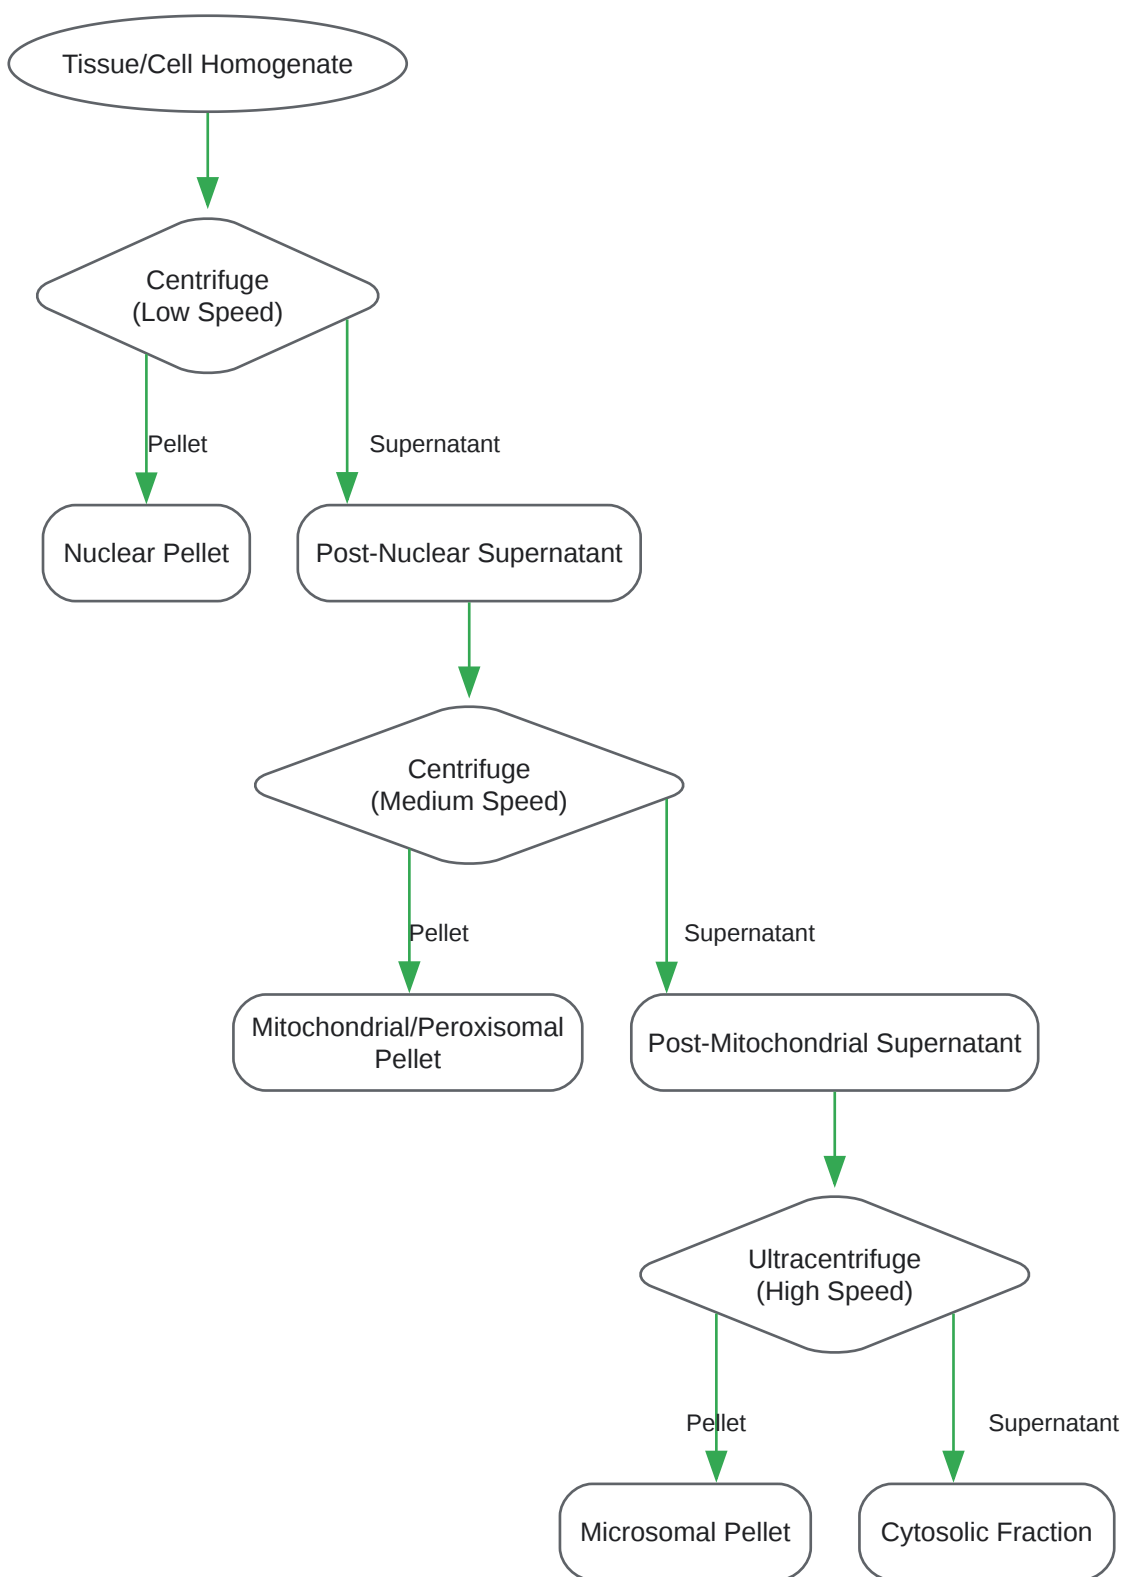 Tissue/Cell Homogenate
Centrifuge
(Low Speed)
Pellet
Supernatant
Nuclear Pellet
Post-Nuclear Supernatant
Centrifuge
(Medium Speed)
Pellet
Supernatant
Mitochondrial/Peroxisomal
Pellet
Post-Mitochondrial Supernatant
Ultracentrifuge
(High Speed)
Pellet
Supernatant
Microsomal Pellet
Cytosolic Fraction